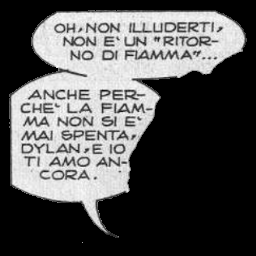 OH, NON ILLUDERTI,
NON E' UN "RITOR-
NO DI FIAMMA"...
ANCHE PER-
CHE' LA FIAM-
MA NON SI E'
MAI SPENTA,
DYLAN, E IO
TI AMO AN-
CORA.